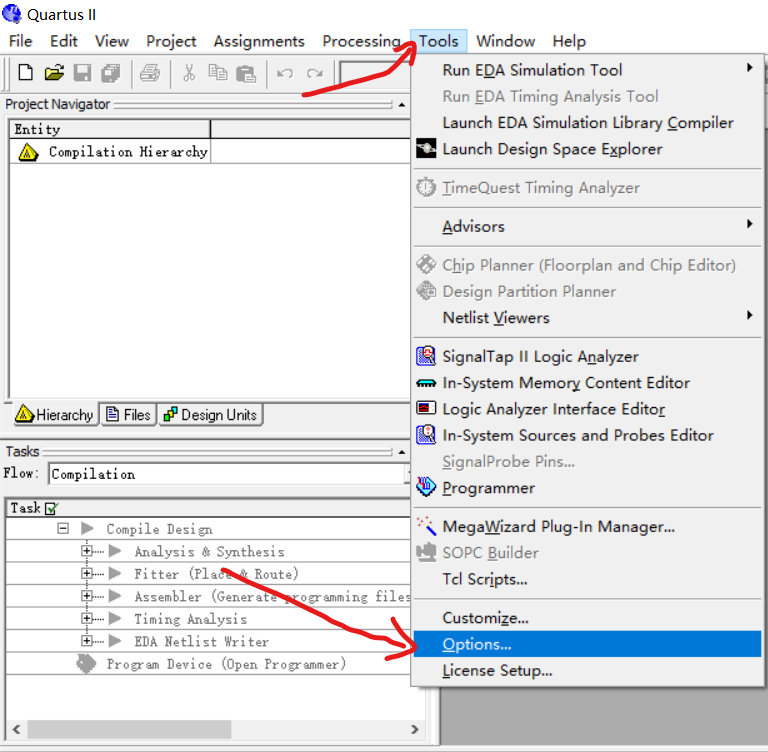 Quartus II
File Edit View Project Assignments Processing Tools Window Help
Project Navigator
Entity
Compilation Hierarchy
Hierarchy Files Design Units
Tasks
Flow: Compilation
Task
Compile Design
Analysis & Synthesis
Fitter (Place & Route)
Assembler (Generate programming files
Timing Analysis
EDA Netlist Writer
Program Device (Open Programmer)
Run EDA Simulation Tool
Run EDA Timing Analysis Tool
Launch EDA Simulation Library Compiler
Launch Design Space Explorer
TimeQuest Timing Analyzer
Advisors
Chip Planner (Floorplan and Chip Editor)
Design Partition Planner
Netlist Viewers
SignalTap II Logic Analyzer
In-System Memory Content Editor
Logic Analyzer Interface Editor
In-System Sources and Probes Editor
SignalProbe Pins...
Programmer
MegaWizard Plug-In Manager...
SOPC Builder
Tcl Scripts...
Customize...
Options...
License Setup...